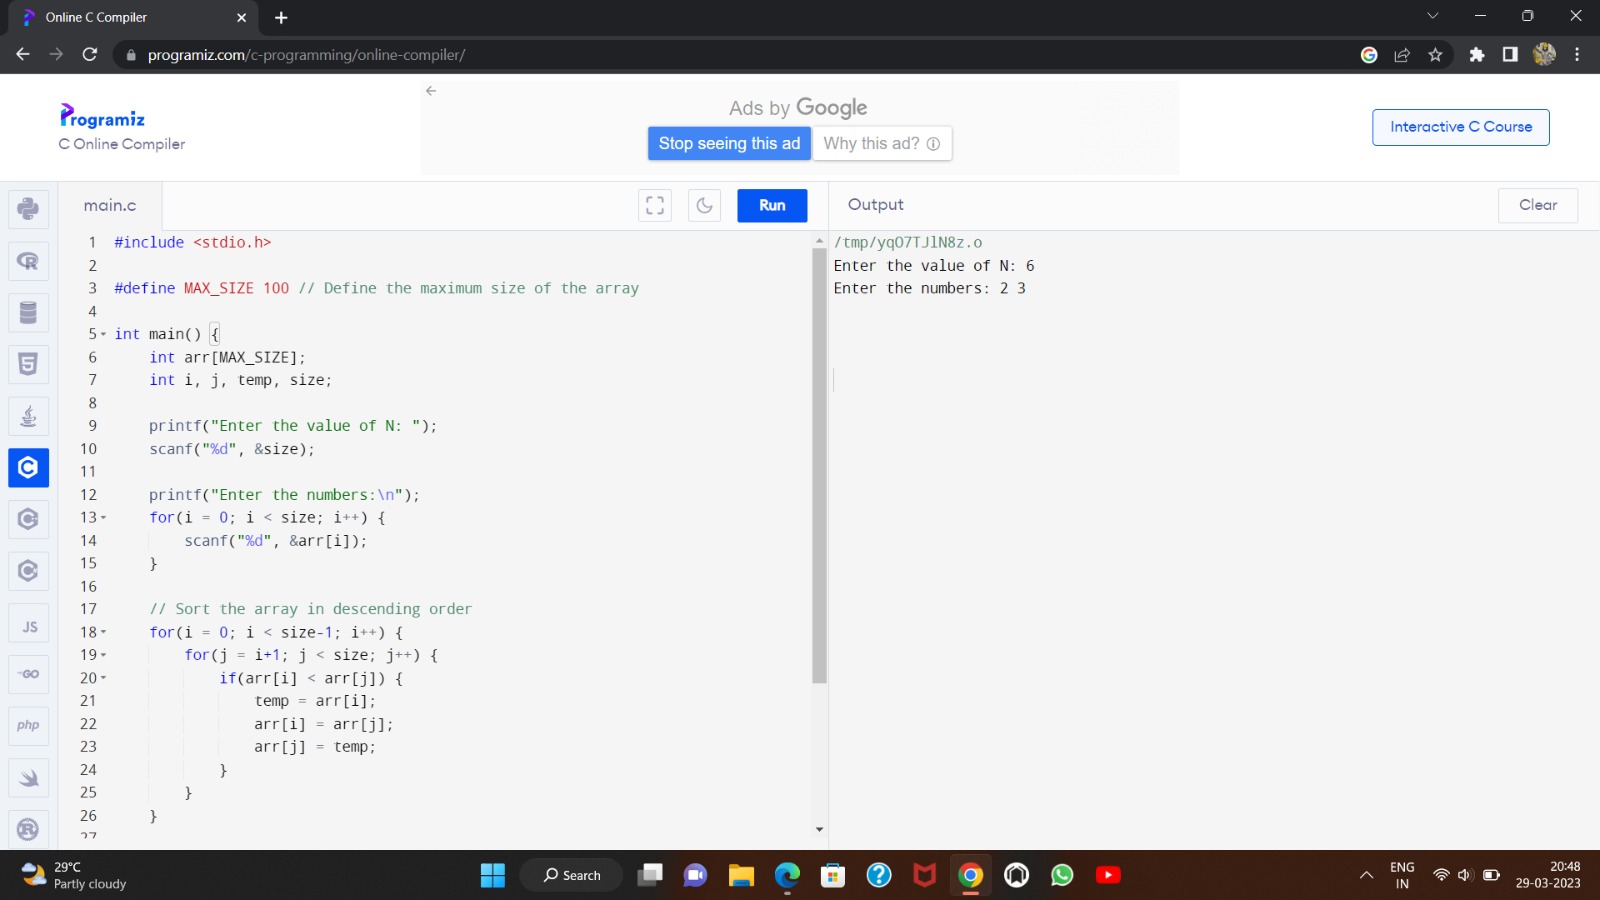 Online C Compiler
programiz.com/c-programming/online-compiler/
Programiz
C Online Compiler
Ads by Google
Stop seeing this ad
Why this ad?
Interactive C Course
main.c
Run
Output
Clear
1 #include <stdio.h>
2
3 #define MAX_SIZE 100 // Define the maximum size of the array
4
5 int main() {
6     int arr[MAX_SIZE];
7     int i, j, temp, size;
8
9     printf("Enter the value of N: ");
10     scanf("%d", &size);
11
12     printf("Enter the numbers:\n");
13     for(i = 0; i < size; i++) {
14         scanf("%d", &arr[i]);
15     }
16
17     // Sort the array in descending order
18     for(i = 0; i < size-1; i++) {
19         for(j = i+1; j < size; j++) {
20             if(arr[i] < arr[j]) {
21                 temp = arr[i];
22                 arr[i] = arr[j];
23                 arr[j] = temp;
24             }
25         }
26     }
27
/tmp/yqO7TJlN8z.o
Enter the value of N: 6
Enter the numbers: 2 3
JS
GO
php
29°C
Partly cloudy
Search
ENG
IN
20:48
29-03-2023